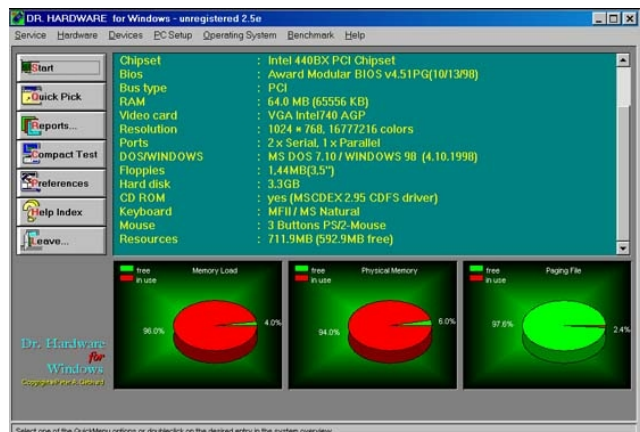 DR. HARDWARE for Windows - unregistered 2.5e
Service Hardware Devices PC Setup Operating System Benchmark Help
Start
Quick Pick
Reports...
Compact Test
Preferences
Help Index
Leave...
Chipset : Intel 440BX PCI Chipset
Bios : Award Modular BIOS v4.51PG(10/13/98)
Bus type : PCI
RAM : 64.0 MB (65556 KB)
Video card : VGA Intel740 AGP
Resolution : 1024 * 768, 16777216 colors
Ports : 2 x Serial, 1 x Parallel
DOS/WINDOWS : MS DOS 7.10 / WINDOWS 98 (4.10.1998)
Floppies : 1,44MB(3,5")
Hard disk : 3.3GB
CD ROM : yes (MSCDEX 2.95 CDFS driver)
Keyboard : MFII / MS Natural
Mouse : 3 Buttons PS/2-Mouse
Resources : 711.9MB (592.9MB free)
free
in use
Memory Load
96.0%
4.0%
free
in use
Physical Memory
94.0%
6.0%
free
in use
Paging File
97.6%
2.4%
Dr. Hardware
for
Windows
Copyright Peter A. Gebhard
Select one of the QuickMenu options or doubleclick on the desired entry in the system overview